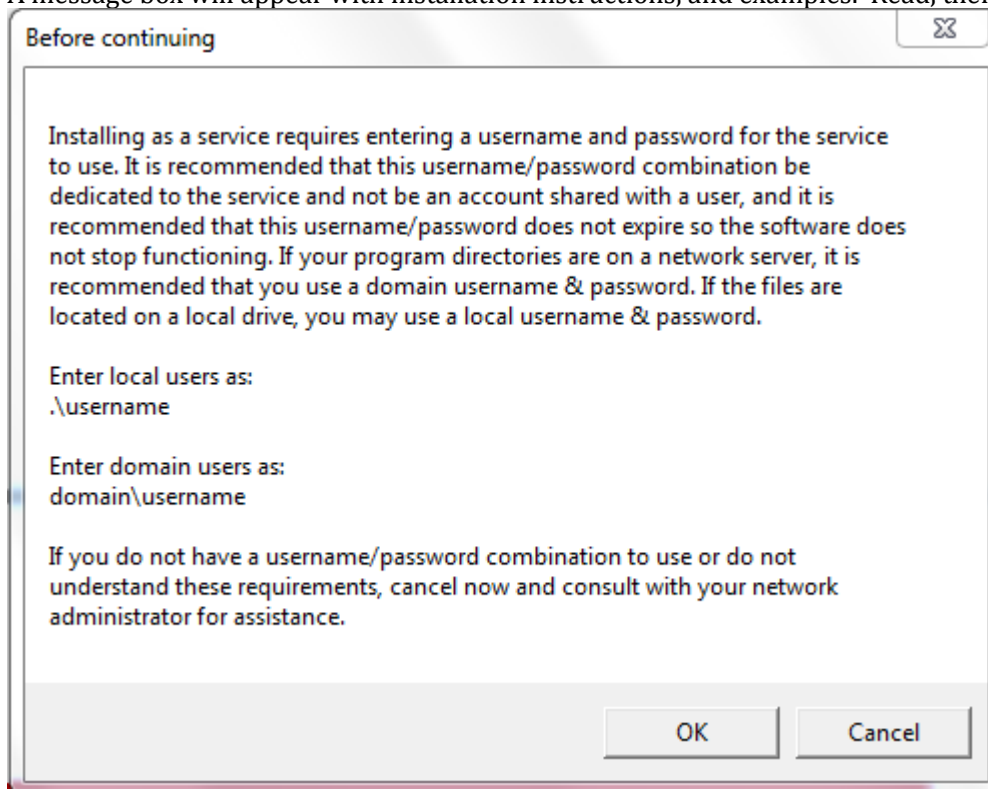 A message box will appear with installation instructions, and examples. Read, then
Before continuing
Installing as a service requires entering a username and password for the service
to use. It is recommended that this username/password combination be
dedicated to the service and not be an account shared with a user, and it is
recommended that this username/password does not expire so the software does
not stop functioning. If your program directories are on a network server, it is
recommended that you use a domain username & password. If the files are
located on a local drive, you may use a local username & password.
Enter local users as:
.\username
Enter domain users as:
domain\username
If you do not have a username/password combination to use or do not
understand these requirements, cancel now and consult with your network
administrator for assistance.
OK
Cancel